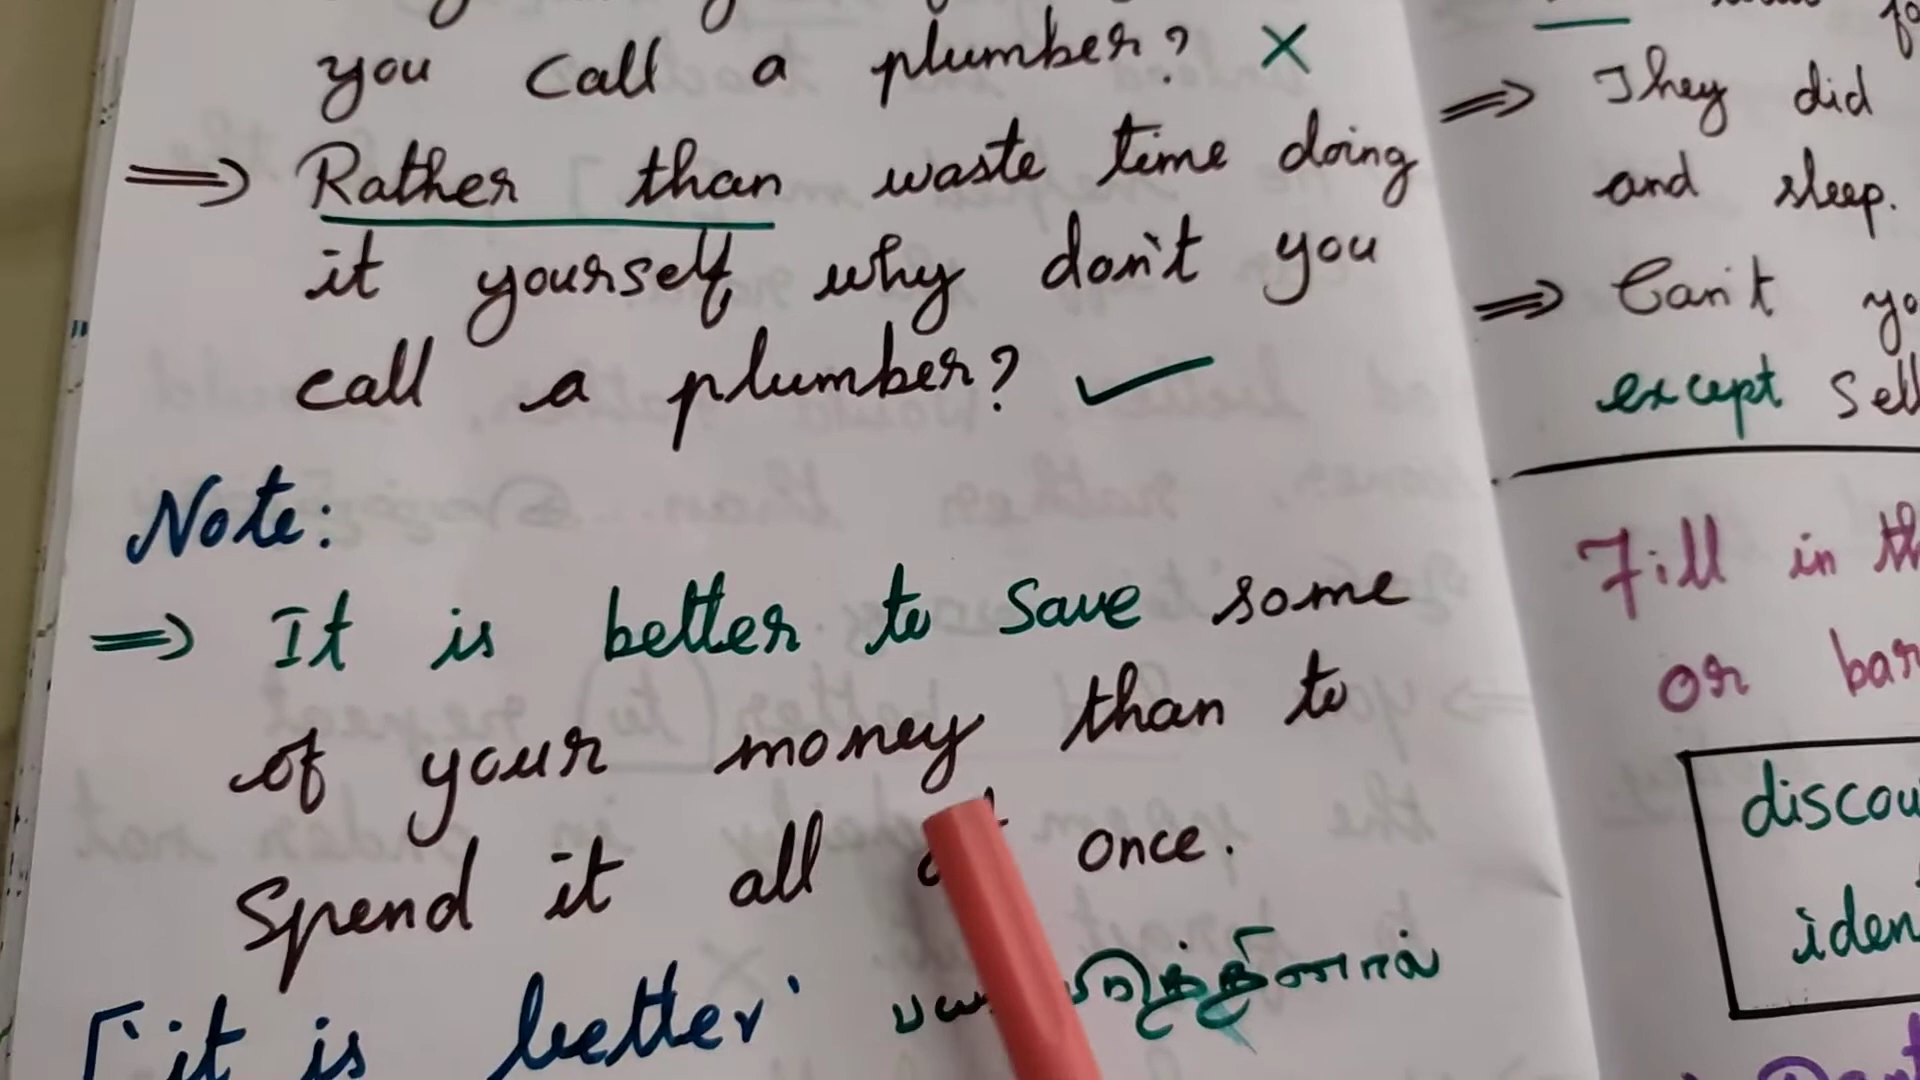 you call a plumber? ×
⇒ Rather than waste time doing
it yourself, why don't you
call a plumber? ✓
Note:
⇒ It is better to save some
of your money than to
Spend it all once.
['it is better'
⇒ They did
and sleep.
⇒ Can't
except
Fill in
or